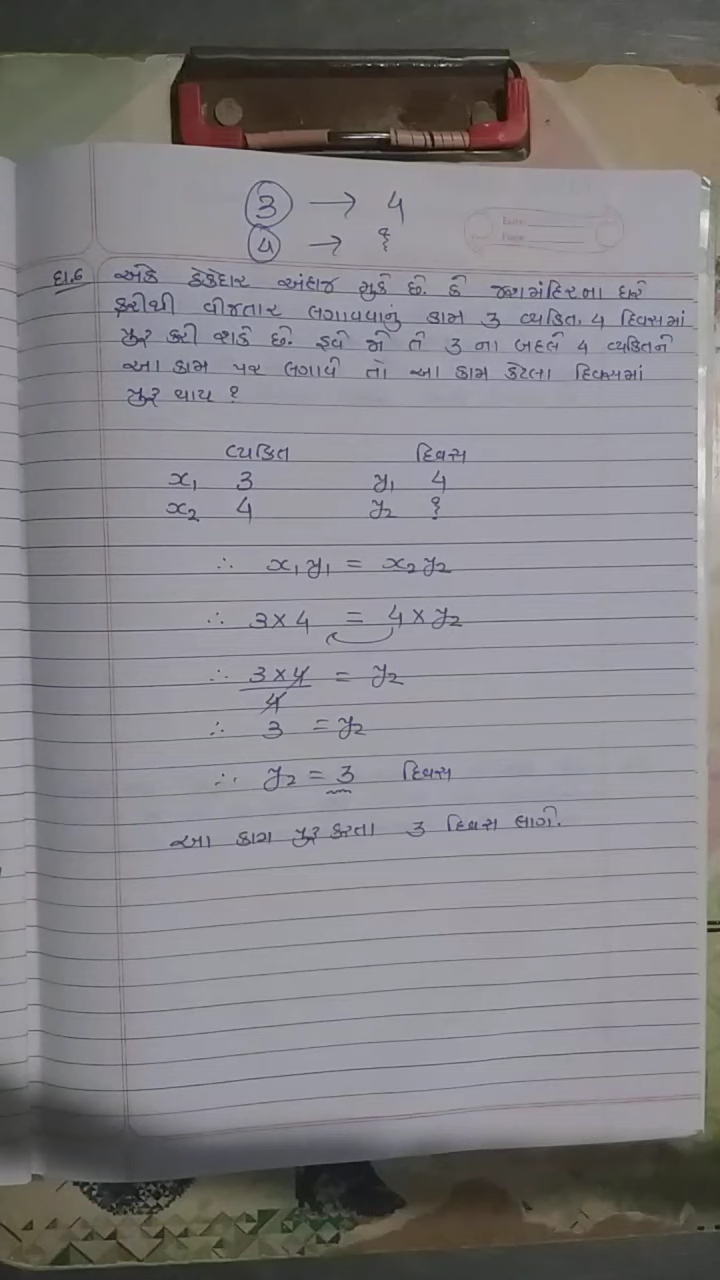 3 → 4
4 → ?
દા.6 એક ઠેકેદાર અંદાજ મુકે છે. કે જશમંદિરના ઘરે
ફરીથી વીજતાર લગાવવાનું કામ 3 વ્યકિત, 4 દિવસમાં
પુરુ કરી શકે છે. હવે જો તે 3 ના બદલે 4 વ્યકિતને
આ કામ પર લગાવે તો આ કામ કેટલા દિવસમાં
પુરુ થાય ?
વ્યકિત દિવસ
x₁ 3 y₁ 4
x₂ 4 y₂ ?
∴ x₁y₁ = x₂y₂
∴ 3 × 4 = 4 × y₂
∴ 3 × 4 / 4 = y₂
∴ 3 = y₂
∴ y₂ = 3 દિવસ
આ કામ પુરુ કરતા 3 દિવસ લાગે.